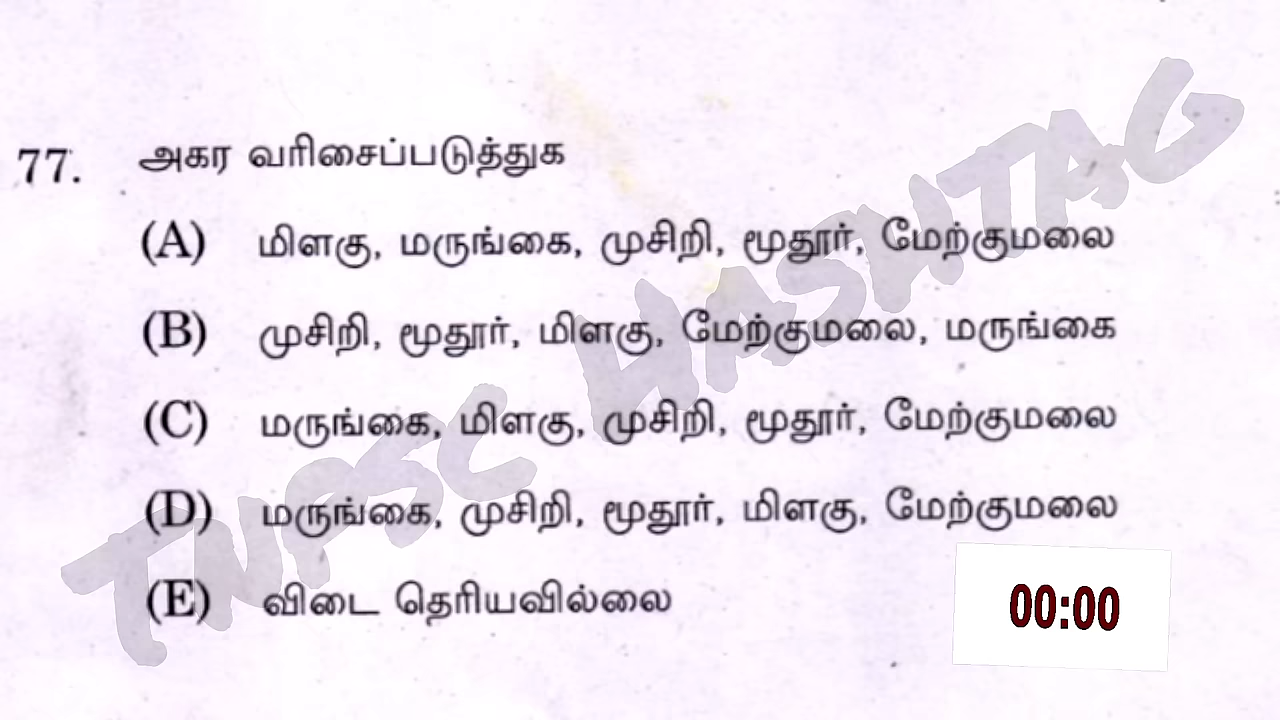 77. அகர வரிசைப்படுத்துக
(A) மிளகு, மருங்கை, முசிறி, மூதூர், மேற்குமலை
(B) முசிறி, மூதூர், மிளகு, மேற்குமலை, மருங்கை
(C) மருங்கை, மிளகு, முசிறி, மூதூர், மேற்குமலை
(D) மருங்கை, முசிறி, மூதூர், மிளகு, மேற்குமலை
(E) விடை தெரியவில்லை
00:00
TNPSC HASHTAG